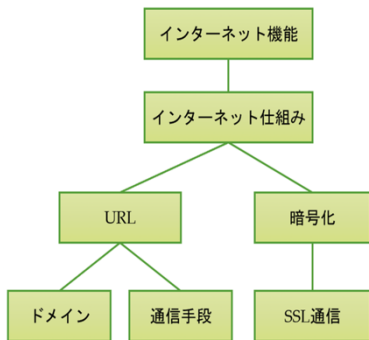 インターネット機能
インターネット仕組み
URL
暗号化
ドメイン
通信手段
SSL通信